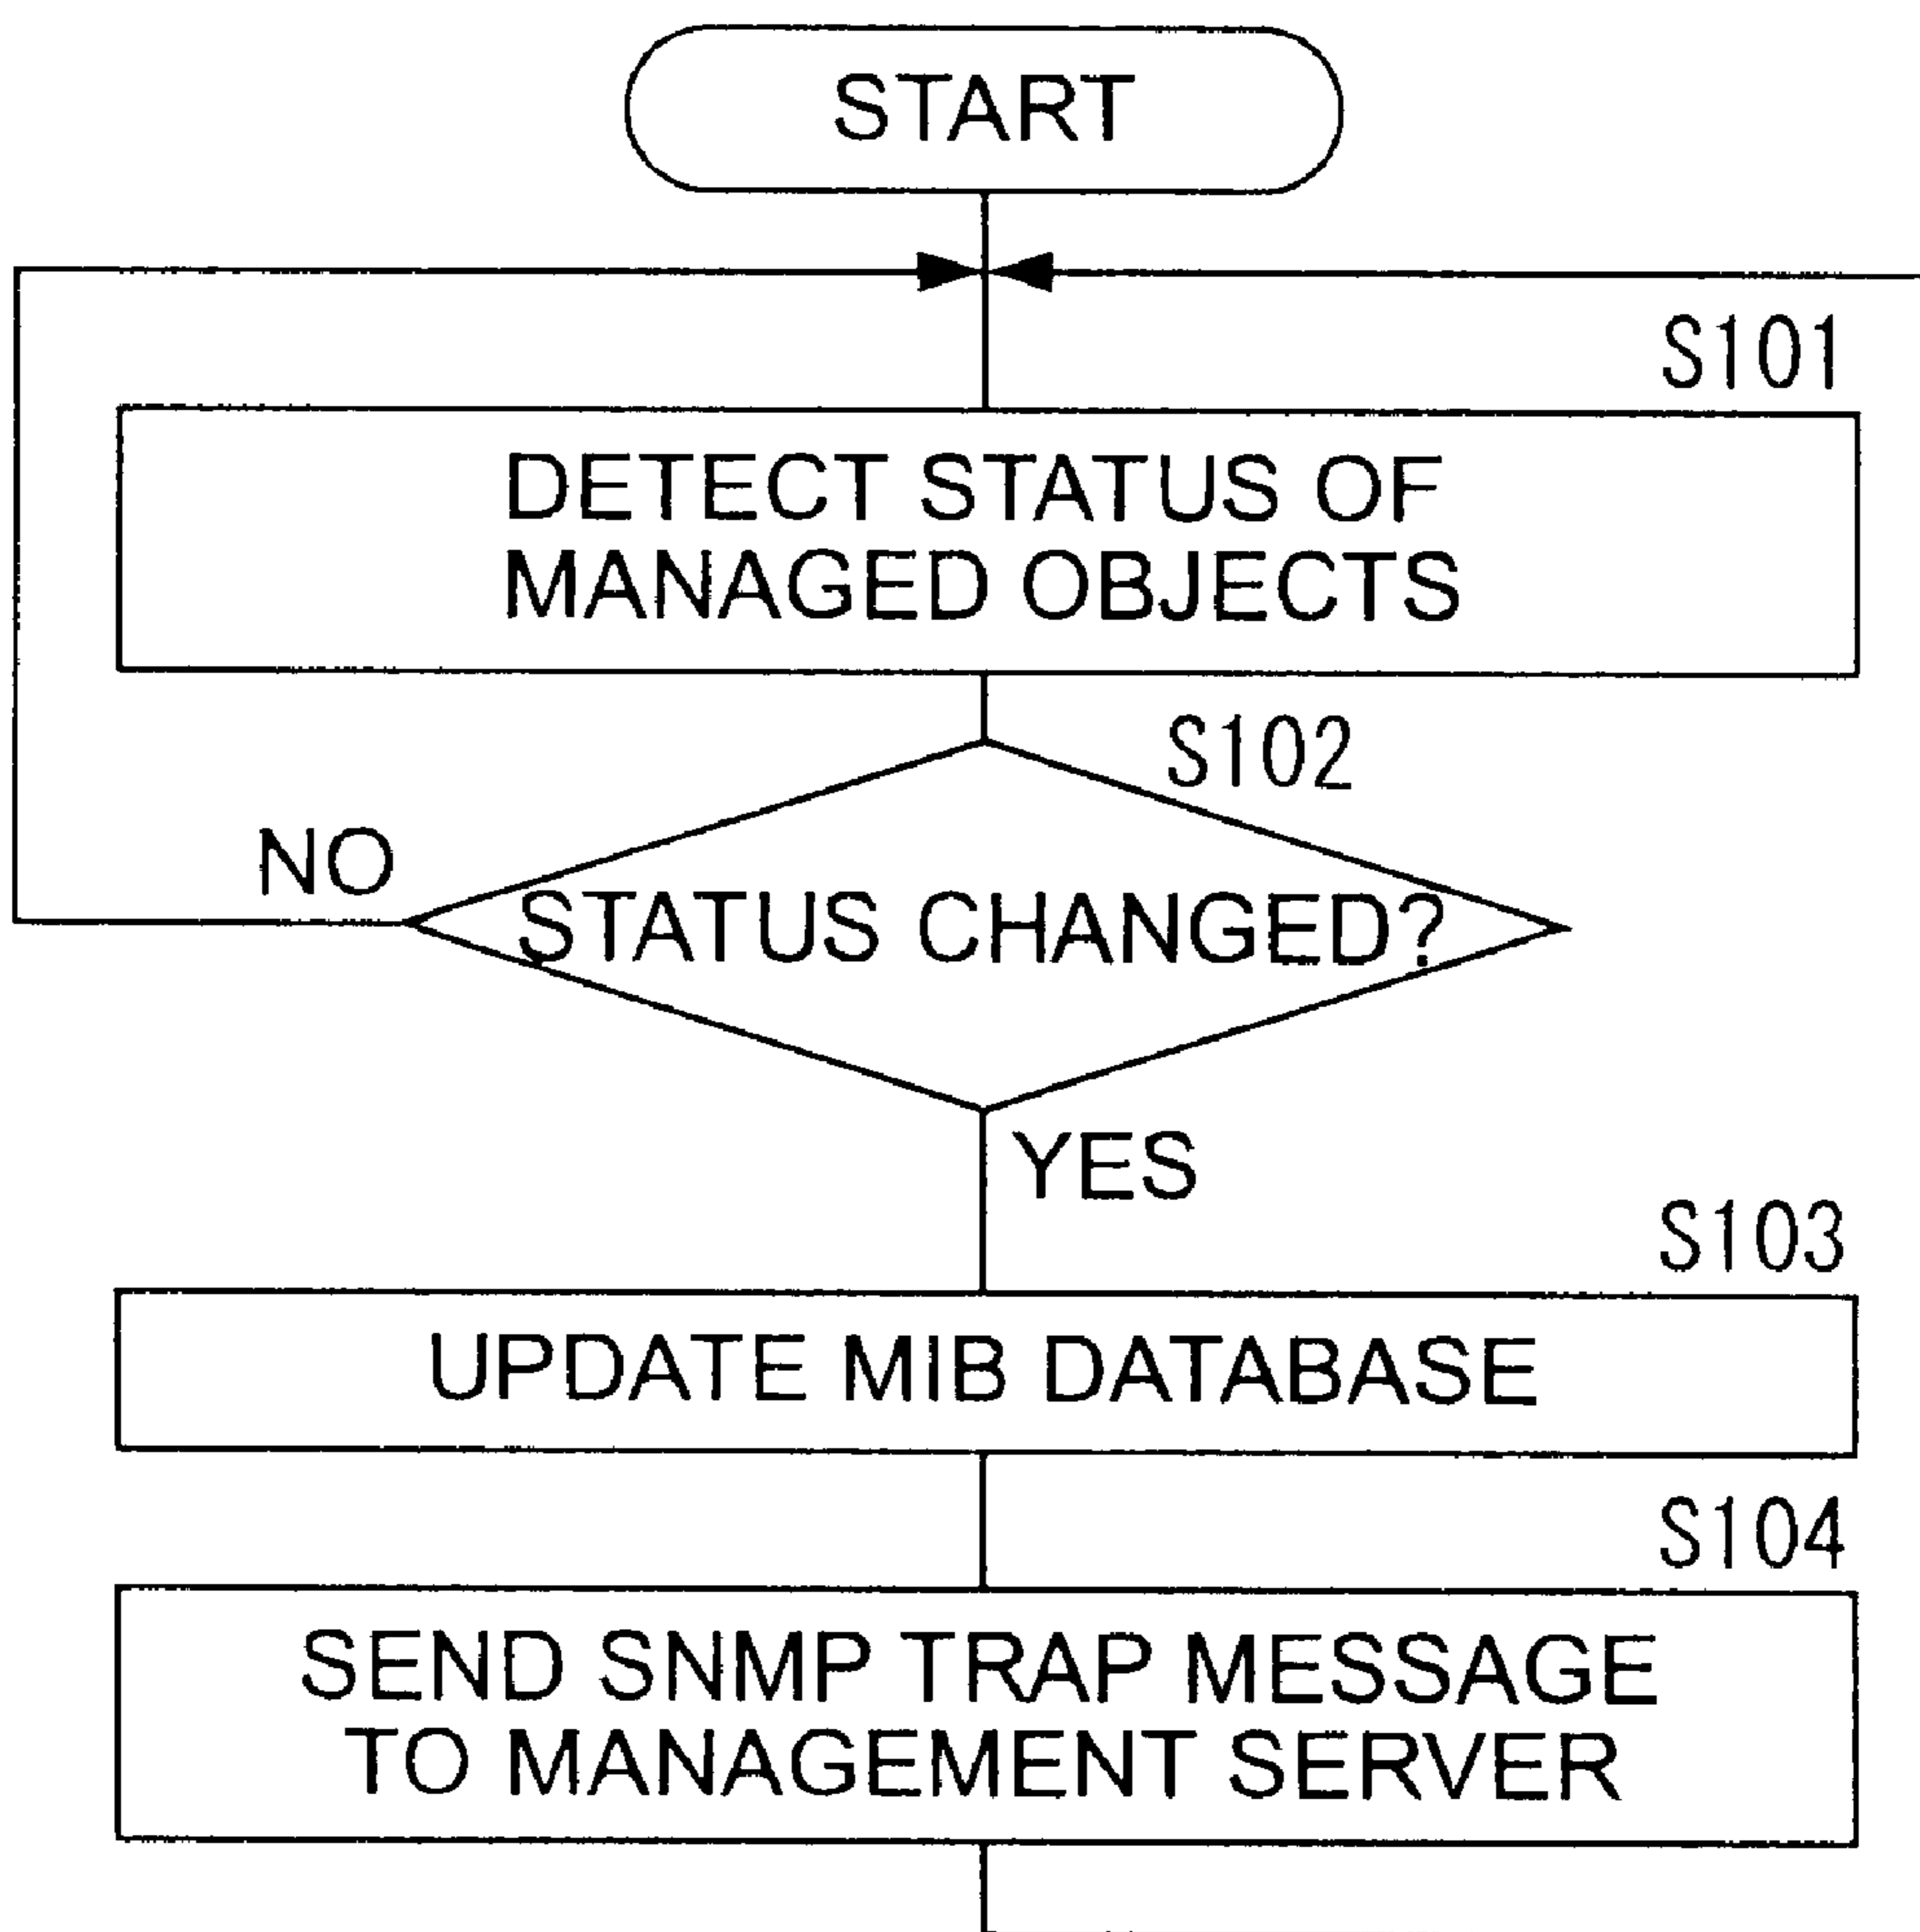 START
S101
DETECT STATUS OF
MANAGED OBJECTS
S102
NO
STATUS CHANGED?
YES
S103
UPDATE MIB DATABASE
S104
SEND SNMP TRAP MESSAGE
TO MANAGEMENT SERVER